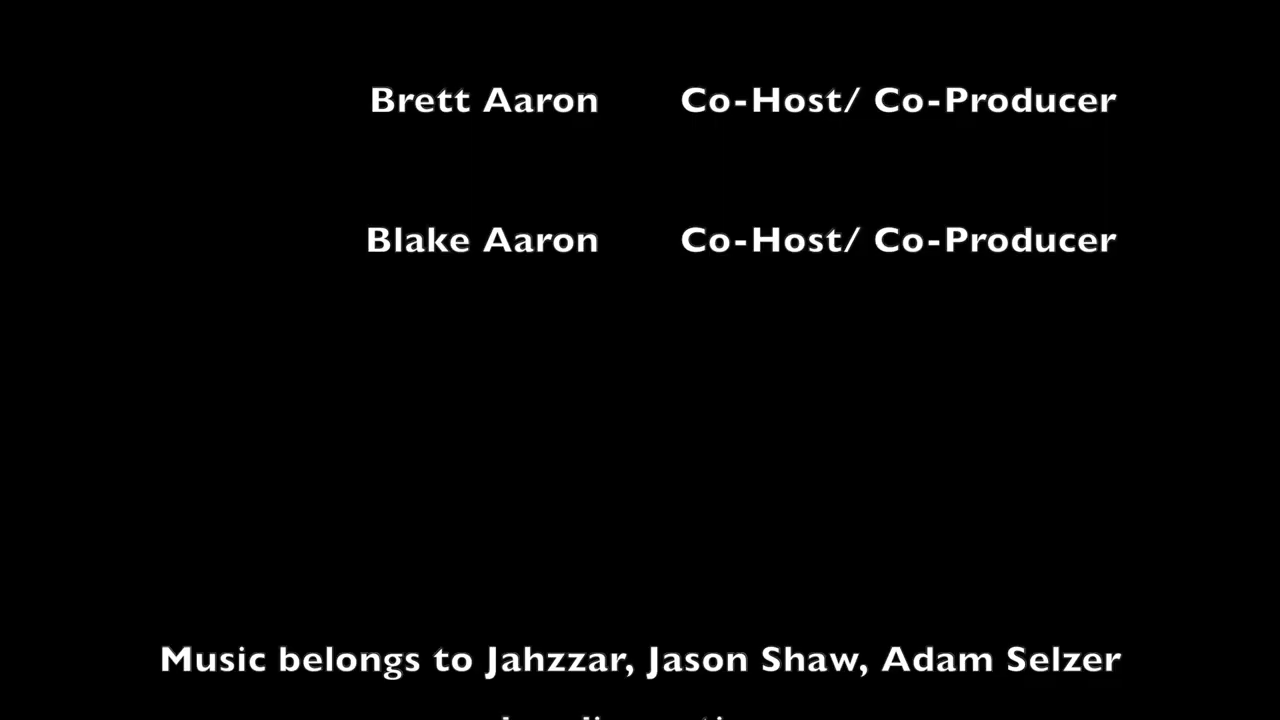 Brett Aaron Co-Host/ Co-Producer
Blake Aaron Co-Host/ Co-Producer
Music belongs to Jahzzar, Jason Shaw, Adam Selzer